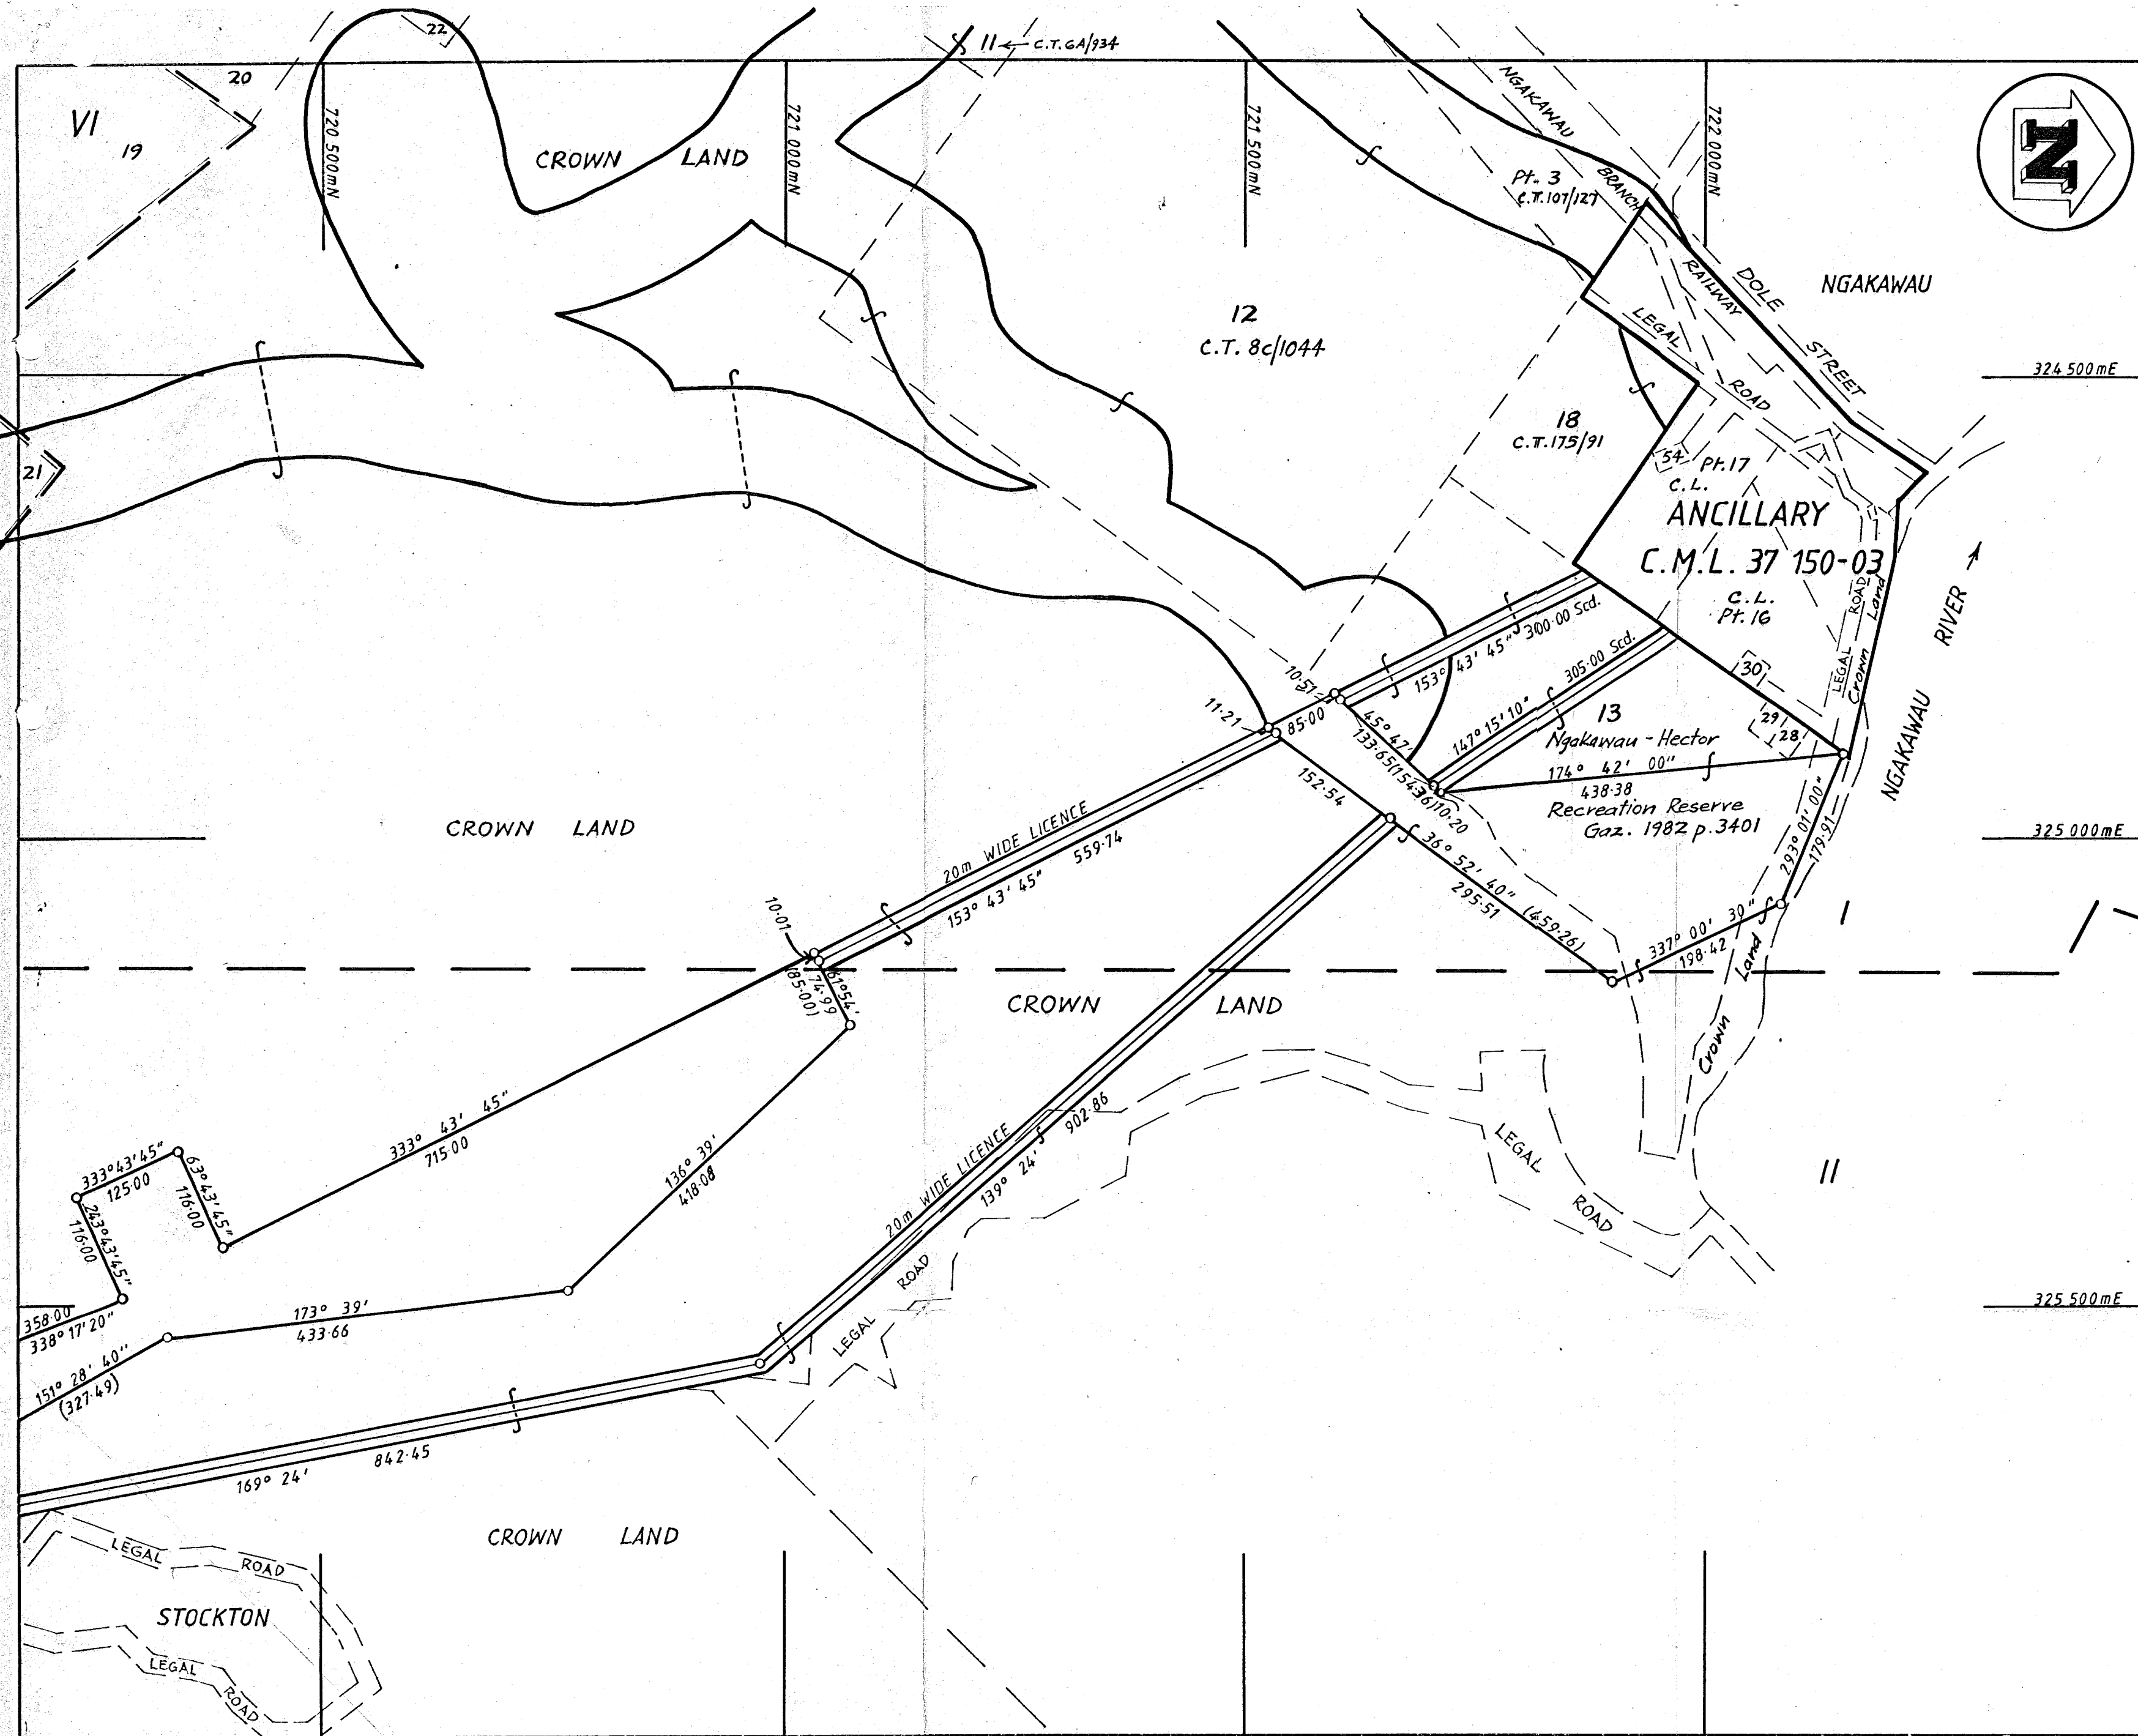 22
11 ← C.T. 6A/934
20
VI
19
720 500mN
721 000mN
721 500mN
722 000mN
N
CROWN LAND
NGAKAWAU
BRANCH
RAILWAY
Pt. 3
C.T. 107/127
DOLE
STREET
NGAKAWAU
LEGAL
ROAD
12
C.T. 8c/1044
324 500mE
18
C.T. 175/91
54
Pt. 17
C.L.
21
ANCILLARY
C.M.L. 37 150-03
C.L.
Pt. 16
LEGAL ROAD
Crown Land
NGAKAWAU RIVER
153° 43' 45" 300·00 Scd.
147° 15' 10" 305·00 Scd.
30
29
28
10·51
11·21
85·00
45° 47'
133·65(154·36)10·20
13
Ngakawau - Hector
174° 42' 00"
438·38
Recreation Reserve
Gaz. 1982 p. 3401
152·54
36° 52' 40"
295·51 (459·26)
293° 01' 00"
179·91
325 000mE
CROWN LAND
20m WIDE LICENCE
153° 43' 45" 559·74
10·01
61° 54'
74·99
(85·00)
337° 00' 30"
198·42
I
Crown Land
CROWN LAND
333° 43' 45"
715·00
136° 39'
418·08
20m WIDE LICENCE
139° 24' 902·86
LEGAL ROAD
II
333° 43' 45"
125·00
63° 43' 45"
116·00
243° 43' 45"
116·00
358·00
338° 17' 20"
173° 39'
433·66
151° 28' 40"
(327·49)
LEGAL ROAD
325 500mE
169° 24' 842·45
CROWN LAND
LEGAL ROAD
STOCKTON
LEGAL ROAD